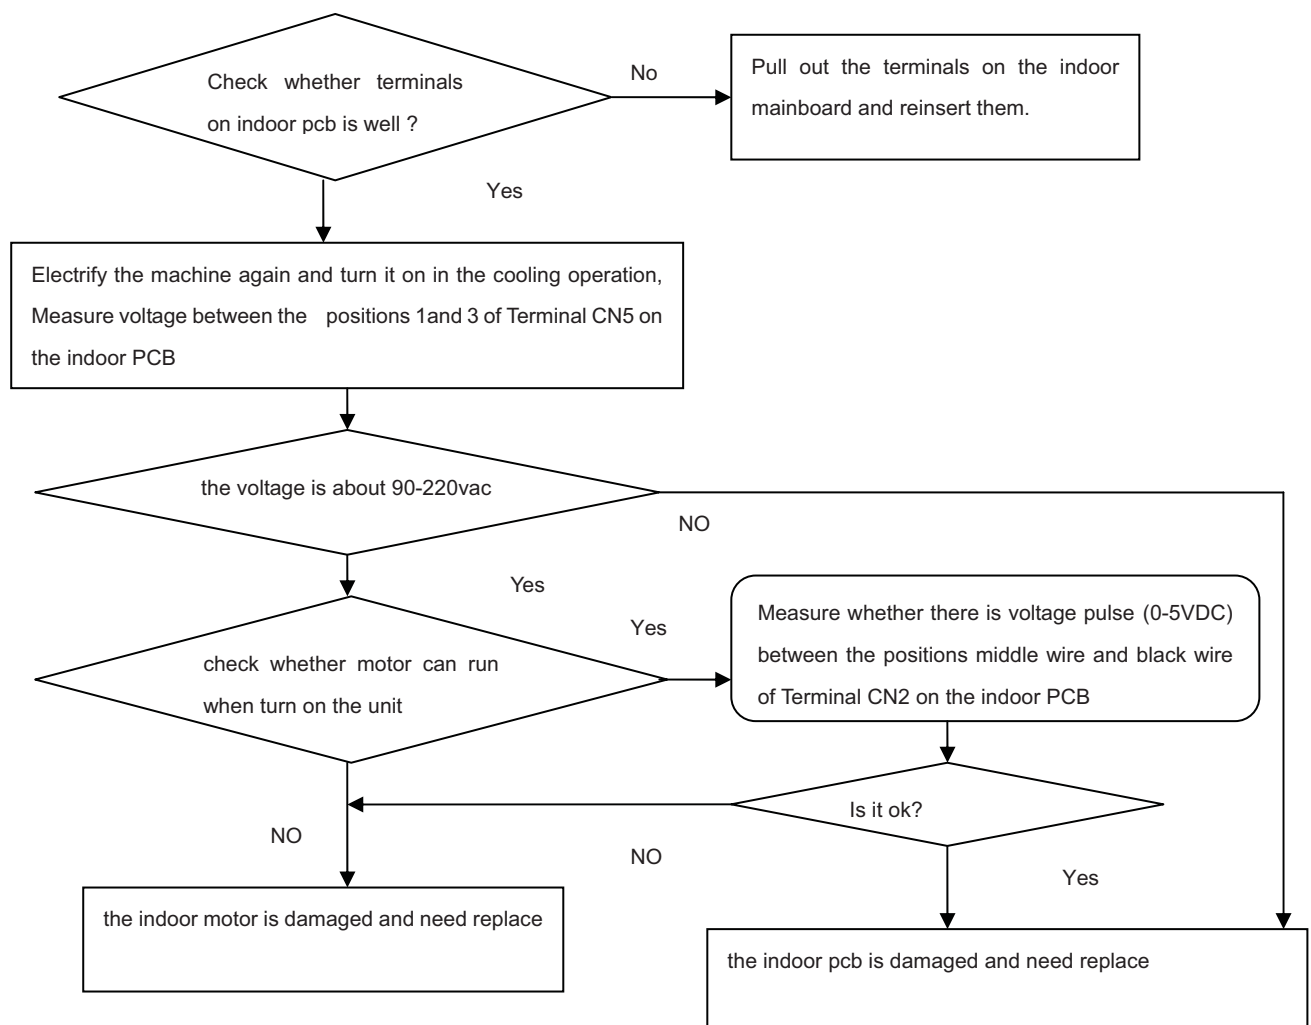 Check whether terminals
on indoor pcb is well ?
No
Pull out the terminals on the indoor
mainboard and reinsert them.
Yes
Electrify the machine again and turn it on in the cooling operation,
Measure voltage between the positions 1and 3 of Terminal CN5 on
the indoor PCB
the voltage is about 90-220vac
NO
Yes
check whether motor can run
when turn on the unit
Yes
Measure whether there is voltage pulse (0-5VDC)
between the positions middle wire and black wire
of Terminal CN2 on the indoor PCB
Is it ok?
NO
NO
Yes
the indoor motor is damaged and need replace
the indoor pcb is damaged and need replace